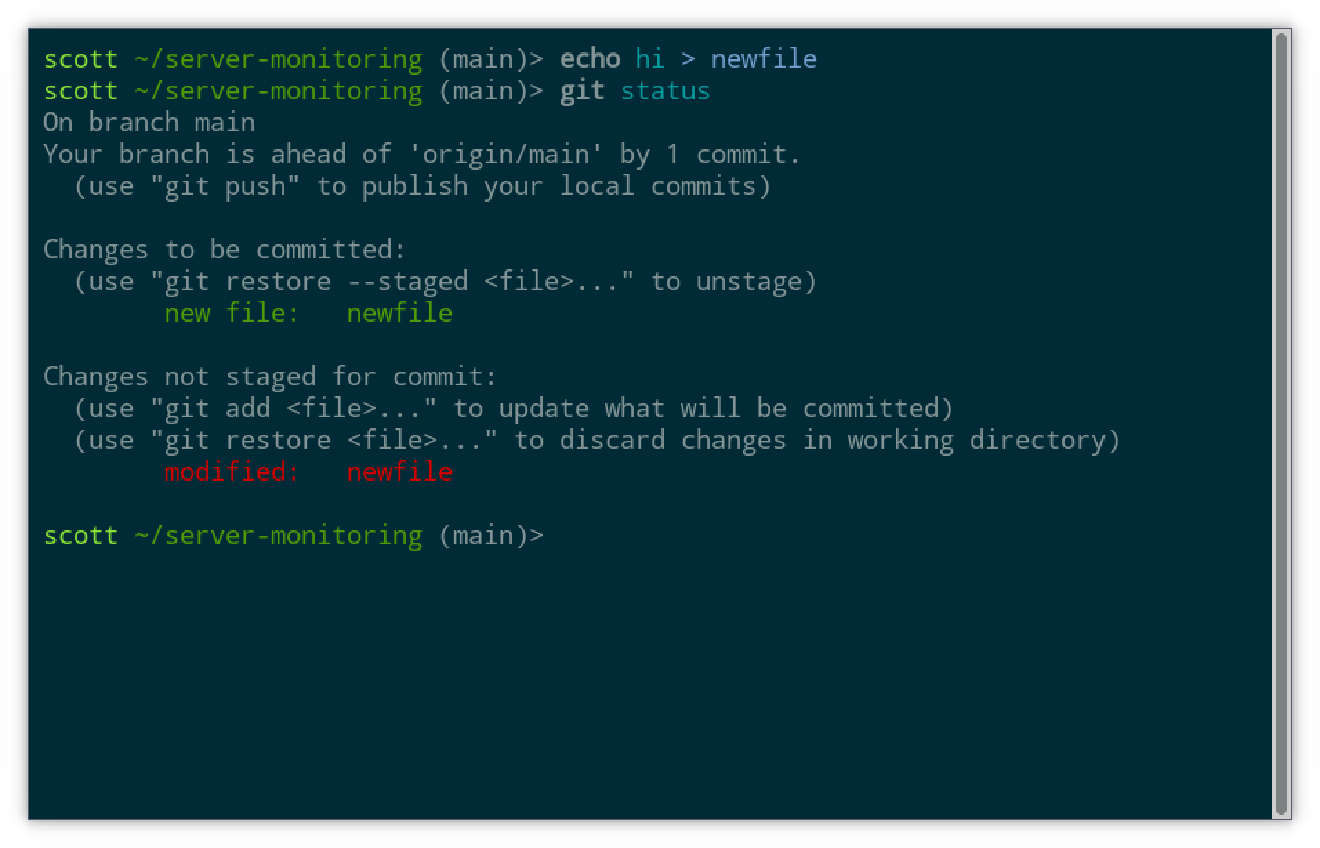 scott ~/server-monitoring (main)> echo hi > newfile
scott ~/server-monitoring (main)> git status
On branch main
Your branch is ahead of 'origin/main' by 1 commit.
  (use "git push" to publish your local commits)

Changes to be committed:
  (use "git restore --staged <file>..." to unstage)
        new file:   newfile

Changes not staged for commit:
  (use "git add <file>..." to update what will be committed)
  (use "git restore <file>..." to discard changes in working directory)
        modified:   newfile

scott ~/server-monitoring (main)>